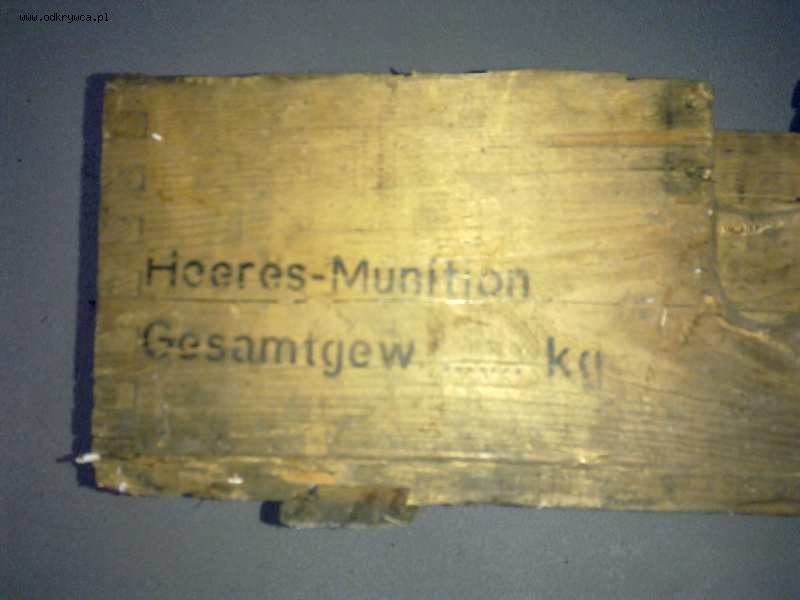 www.odkrywca.pl
Heeres-Munition
Gesamtgew ........ kg